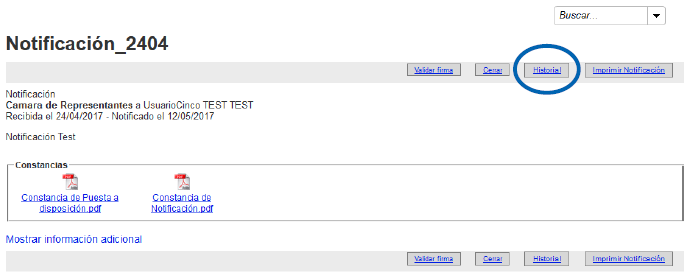 Buscar...
Notificación_2404
Validar firma Cerrar Historial Imprimir Notificación
Notificación
Camara de Representantes a UsuarioCinco TEST TEST
Recibida el 24/04/2017 - Notificado el 12/05/2017
Notificación Test
Constancias
Constancia de Puesta a
disposición.pdf
Constancia de
Notificación.pdf
Mostrar información adicional
Validar firma Cerrar Historial Imprimir Notificación